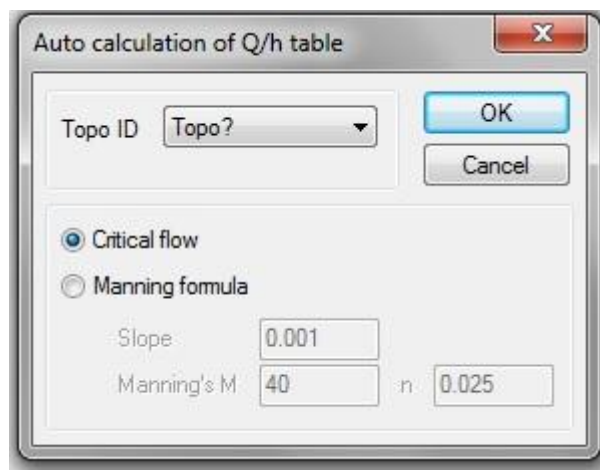 Auto calculation of Q/h table
Topo ID Topo? OK
Cancel
Critical flow
Manning formula
Slope 0.001
Manning's M 40 n 0.025